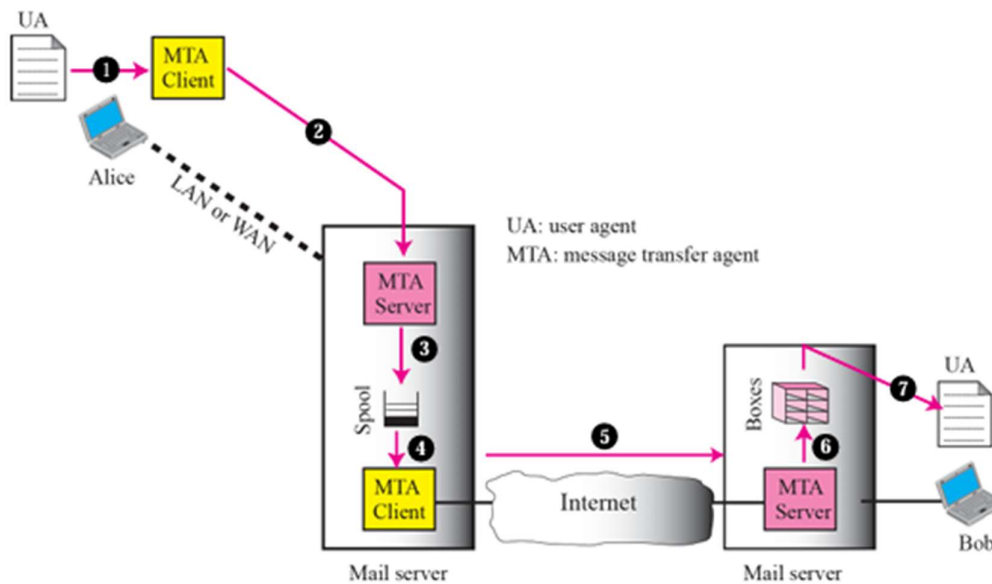 UA
1
MTA
Client
2
Alice
LAN or WAN
UA: user agent
MTA: message transfer agent
MTA
Server
3
Spool
4
MTA
Client
Mail server
5
Internet
Boxes
6
MTA
Server
Mail server
7
UA
Bob